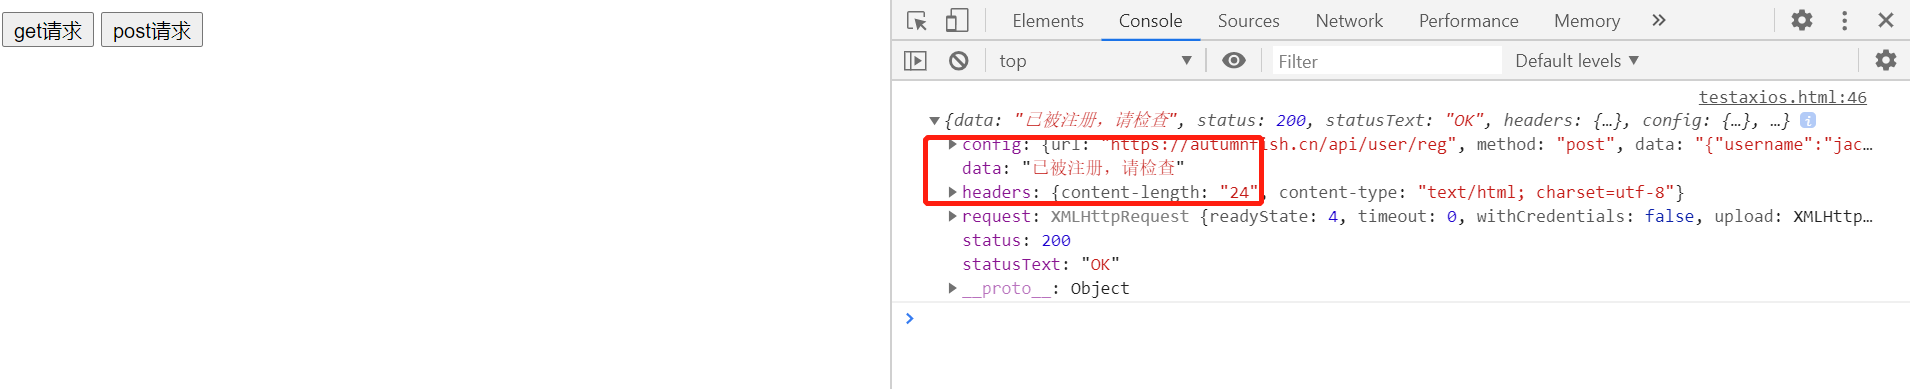 get请求 post请求
Elements Console Sources Network Performance Memory »
top Filter Default levels
testaxios.html:46
{data: "已被注册，请检查", status: 200, statusText: "OK", headers: {…}, config: {…}, …}
config: {url: "https://autumnfish.cn/api/user/reg", method: "post", data: "{"username":"jac…
data: "已被注册，请检查"
headers: {content-length: "24", content-type: "text/html; charset=utf-8"}
request: XMLHttpRequest {readyState: 4, timeout: 0, withCredentials: false, upload: XMLHttp…
status: 200
statusText: "OK"
__proto__: Object